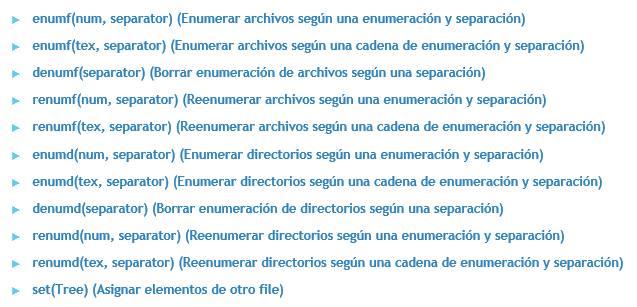 enumf(num, separator) (Enumerar archivos según una enumeración y separación)
enumf(tex, separator) (Enumerar archivos según una cadena de enumeración y separación)
denumf(separator) (Borrar enumeración de archivos según una separación)
renumf(num, separator) (Reenumerar archivos según una enumeración y separación)
renumf(tex, separator) (Reenumerar archivos según una cadena de enumeración y separación)
enumd(num, separator) (Enumerar directorios según una enumeración y separación)
enumd(tex, separator) (Enumerar directorios según una cadena de enumeración y separación)
denumd(separator) (Borrar enumeración de directorios según una separación)
renumd(num, separator) (Reenumerar directorios según una enumeración y separación)
renumd(tex, separator) (Reenumerar directorios según una cadena de enumeración y separación)
set(Tree) (Asignar elementos de otro file)